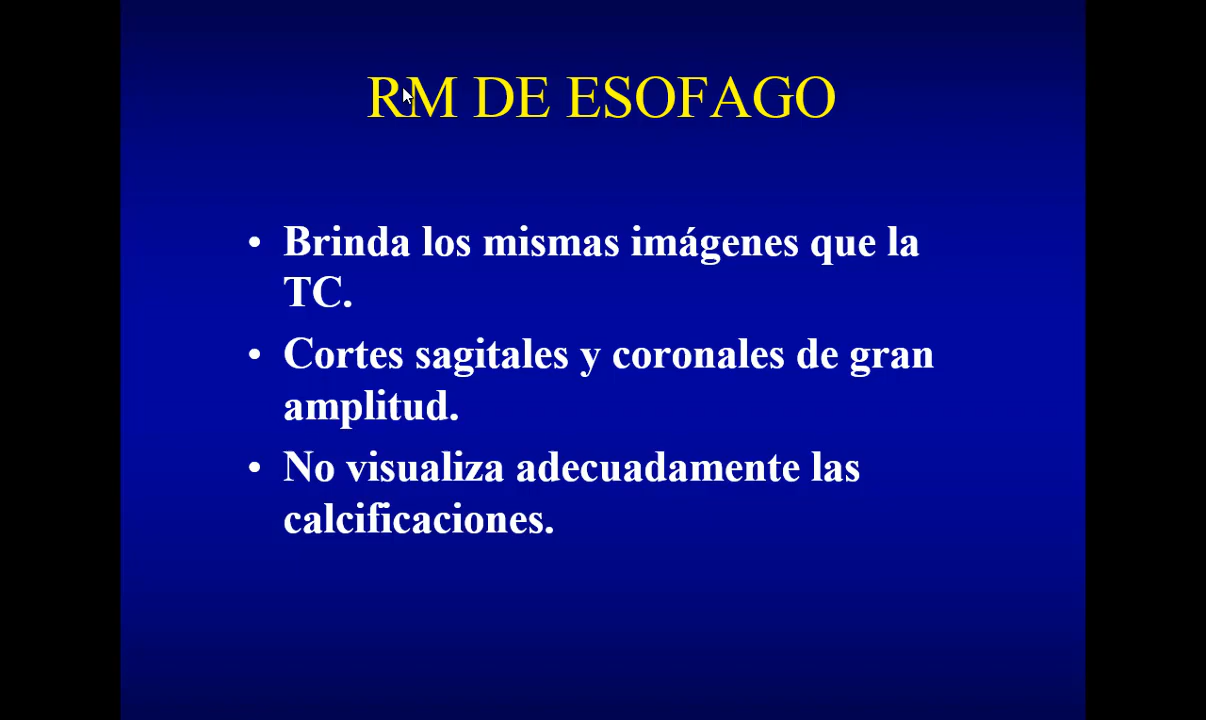 RM DE ESOFAGO
• Brinda los mismas imágenes que la
TC.
• Cortes sagitales y coronales de gran
amplitud.
• No visualiza adecuadamente las
calcificaciones.